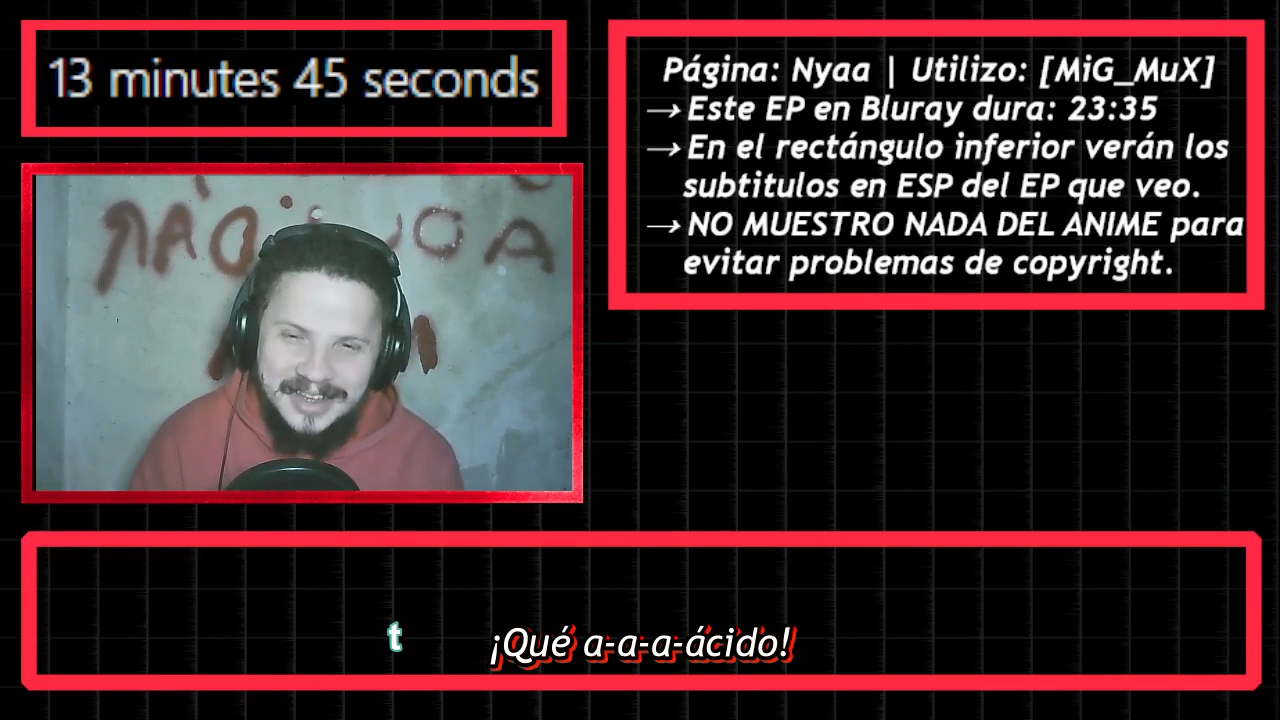 13 minutes 45 seconds
Página: Nyaa | Utilizo: [MiG_MuX]
→ Este EP en Bluray dura: 23:35
→ En el rectángulo inferior verán los
subtitulos en ESP del EP que veo.
→ NO MUESTRO NADA DEL ANIME para
evitar problemas de copyright.
t
¡Qué a-a-a-ácido!